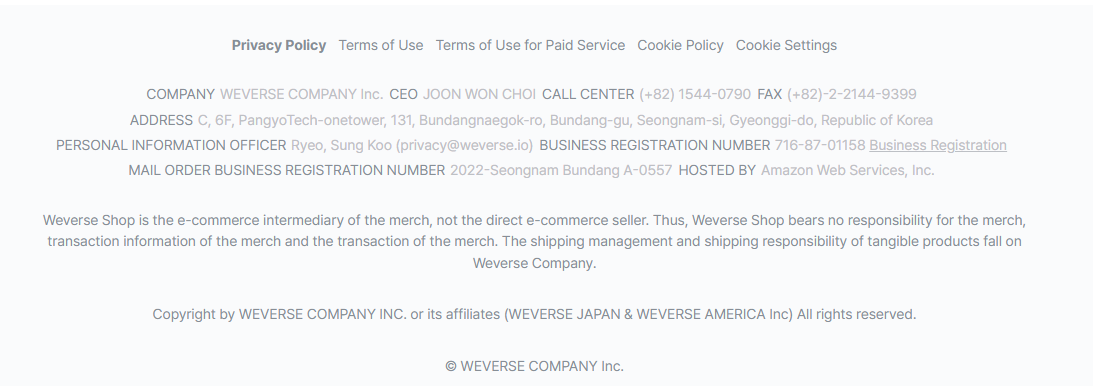 Privacy Policy Terms of Use Terms of Use for Paid Service Cookie Policy Cookie Settings
COMPANY WEVERSE COMPANY Inc. CEO JOON WON CHOI CALL CENTER (+82) 1544-0790 FAX (+82)-2-2144-9399
ADDRESS C, 6F, PangyoTech-onetower, 131, Bundangnaegok-ro, Bundang-gu, Seongnam-si, Gyeonggi-do, Republic of Korea
PERSONAL INFORMATION OFFICER Ryeo, Sung Koo (privacy@weverse.io) BUSINESS REGISTRATION NUMBER 716-87-01158 Business Registration
MAIL ORDER BUSINESS REGISTRATION NUMBER 2022-Seongnam Bundang A-0557 HOSTED BY Amazon Web Services, Inc.
Weverse Shop is the e-commerce intermediary of the merch, not the direct e-commerce seller. Thus, Weverse Shop bears no responsibility for the merch,
transaction information of the merch and the transaction of the merch. The shipping management and shipping responsibility of tangible products fall on
Weverse Company.
Copyright by WEVERSE COMPANY INC. or its affiliates (WEVERSE JAPAN & WEVERSE AMERICA Inc) All rights reserved.
© WEVERSE COMPANY Inc.